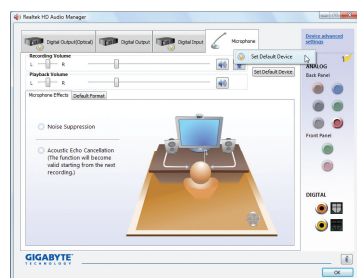 Realtek HD Audio Manager
Digital Output(Optical)
Digital Output
Digital Input
Microphone
Device advanced
settings
Recording Volume
L
R
Set Default Device
Set Default Device
Playback Volume
L
R
ANALOG
Back Panel
Microphone Effects
Default Format
Noise Suppression
Acoustic Echo Cancellation
(The function will become
valid starting from the next
recording.)
Front Panel
DIGITAL
GIGABYTE
TECHNOLOGY
i
OK